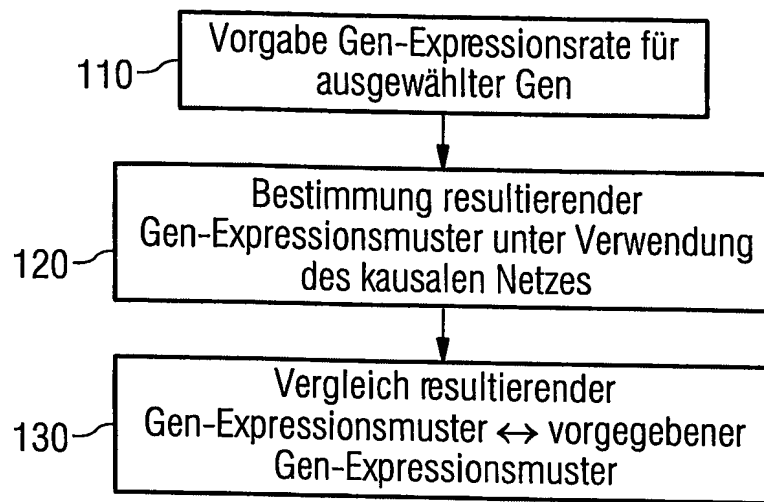 Vorgabe Gen-Expressionsrate für
ausgewählter Gen
110
Bestimmung resultierender
Gen-Expressionsmuster unter Verwendung
des kausalen Netzes
120
Vergleich resultierender
Gen-Expressionsmuster ↔ vorgegebener
Gen-Expressionsmuster
130